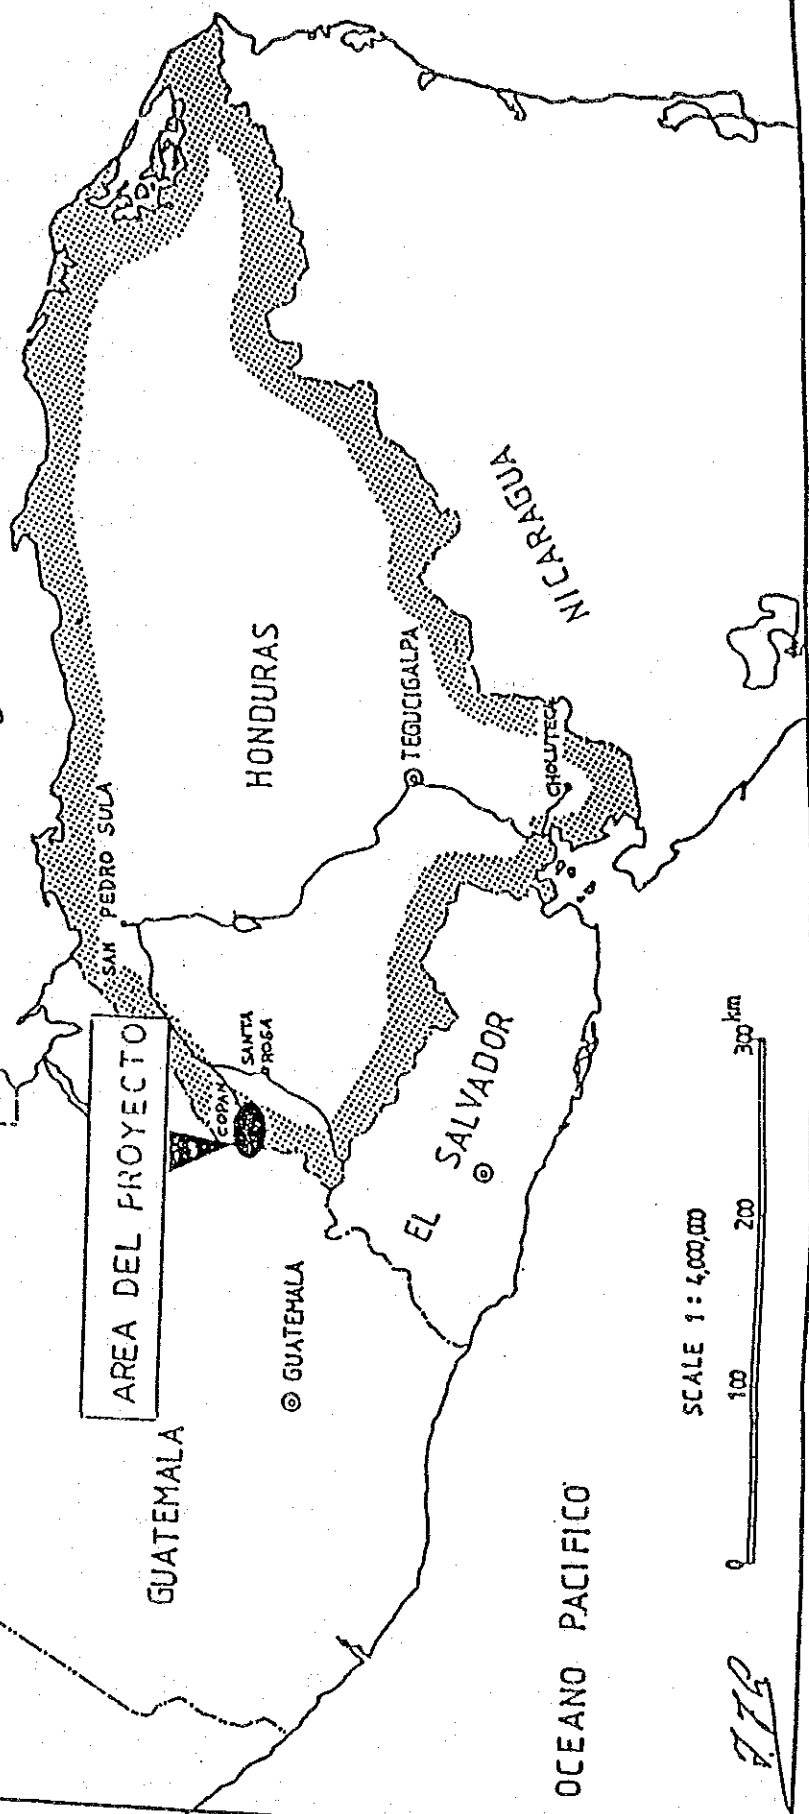 SAN PEDRO SULA
AREA DEL PROYECTO
COPAN
SANTA
ROSA
HONDURAS
TEGUCIGALPA
CHOLUTECA
NICARAGUA
GUATEMALA
GUATEMALA
EL SALVADOR
OCEANO PACIFICO
SCALE 1 : 4,000,000
0 100 200 300 km